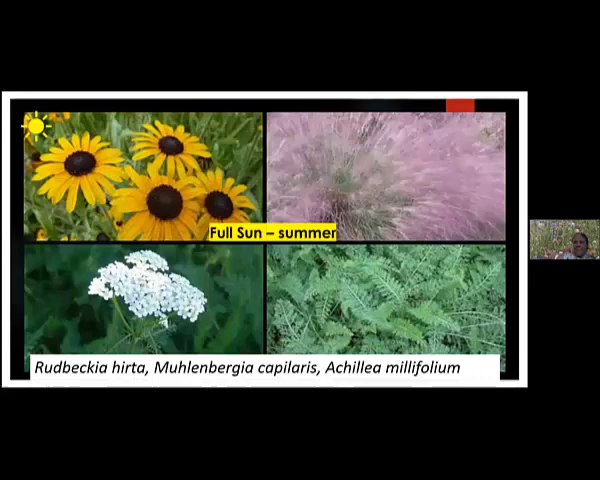 Full Sun – summer
Rudbeckia hirta, Muhlenbergia capilaris, Achillea millifolium